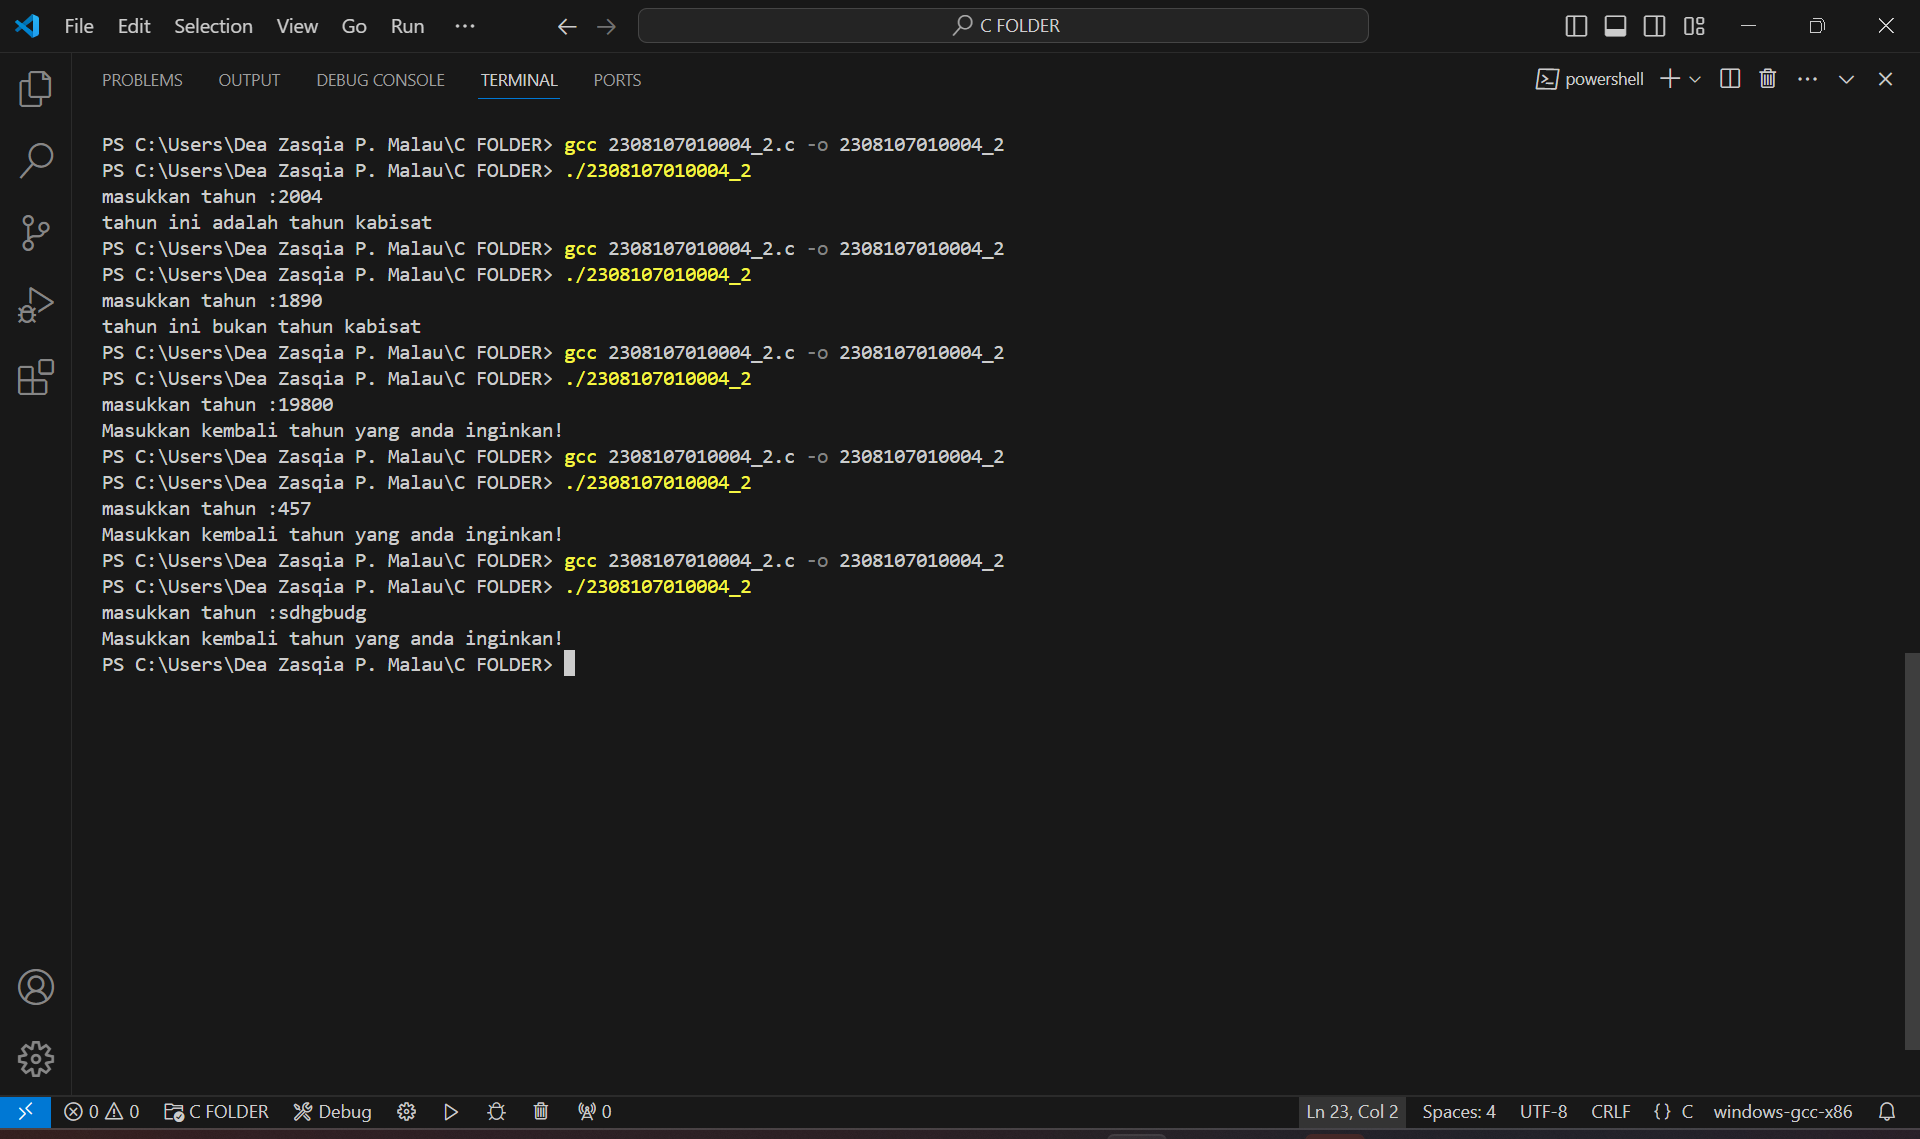 File Edit Selection View Go Run ··· C FOLDER
PROBLEMS OUTPUT DEBUG CONSOLE TERMINAL PORTS powershell
PS C:\Users\Dea Zasqia P. Malau\C FOLDER> gcc 2308107010004_2.c -o 2308107010004_2
PS C:\Users\Dea Zasqia P. Malau\C FOLDER> ./2308107010004_2
masukkan tahun :2004
tahun ini adalah tahun kabisat
PS C:\Users\Dea Zasqia P. Malau\C FOLDER> gcc 2308107010004_2.c -o 2308107010004_2
PS C:\Users\Dea Zasqia P. Malau\C FOLDER> ./2308107010004_2
masukkan tahun :1890
tahun ini bukan tahun kabisat
PS C:\Users\Dea Zasqia P. Malau\C FOLDER> gcc 2308107010004_2.c -o 2308107010004_2
PS C:\Users\Dea Zasqia P. Malau\C FOLDER> ./2308107010004_2
masukkan tahun :19800
Masukkan kembali tahun yang anda inginkan!
PS C:\Users\Dea Zasqia P. Malau\C FOLDER> gcc 2308107010004_2.c -o 2308107010004_2
PS C:\Users\Dea Zasqia P. Malau\C FOLDER> ./2308107010004_2
masukkan tahun :457
Masukkan kembali tahun yang anda inginkan!
PS C:\Users\Dea Zasqia P. Malau\C FOLDER> gcc 2308107010004_2.c -o 2308107010004_2
PS C:\Users\Dea Zasqia P. Malau\C FOLDER> ./2308107010004_2
masukkan tahun :sdhgbudg
Masukkan kembali tahun yang anda inginkan!
PS C:\Users\Dea Zasqia P. Malau\C FOLDER>
0 0 C FOLDER Debug 0 Ln 23, Col 2 Spaces: 4 UTF-8 CRLF {} C windows-gcc-x86